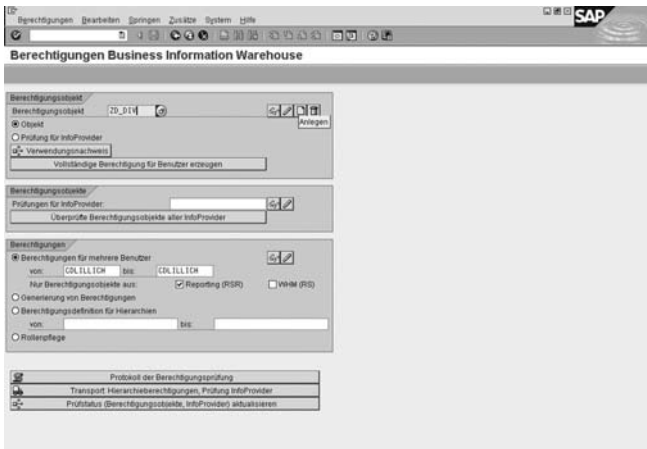 Berechtigungen Bearbeiten Springen Zusätze System Hilfe
SAP
Berechtigungen Business Information Warehouse
Berechtigungsobjekt
Berechtigungsobjekt ZD_DIV
Anlegen
Objekt
Prüfung für InfoProvider
Verwendungsnachweis
Vollständige Berechtigung für Benutzer erzeugen
Berechtigungsobjekte
Prüfungen für InfoProvider:
Überprüfte Berechtigungsobjekte aller InfoProvider
Berechtigungen
Berechtigungen für mehrere Benutzer
von: CDLILLICH bis: CDLILLICH
Nur Berechtigungsobjekte aus: Reporting (RSR) WHM (RS)
Generierung von Berechtigungen
Berechtigungsdefinition für Hierarchien
von: bis:
Rollenpflege
Protokoll der Berechtigungsprüfung
Transport Hierarchieberechtigungen, Prüfung InfoProvider
Prüfstatus (Berechtigungsobjekte, InfoProvider) aktualisieren